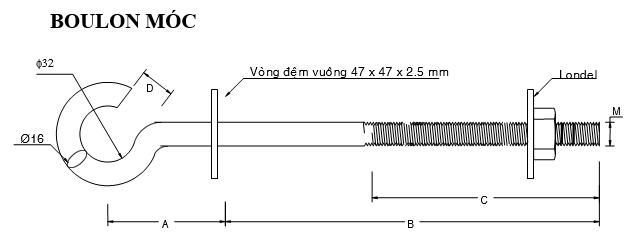 BOULON MÓC
ϕ32
D
Vòng đệm vuông 47 x 47 x 2.5 mm
Londel
M
Ø16
C
A
B